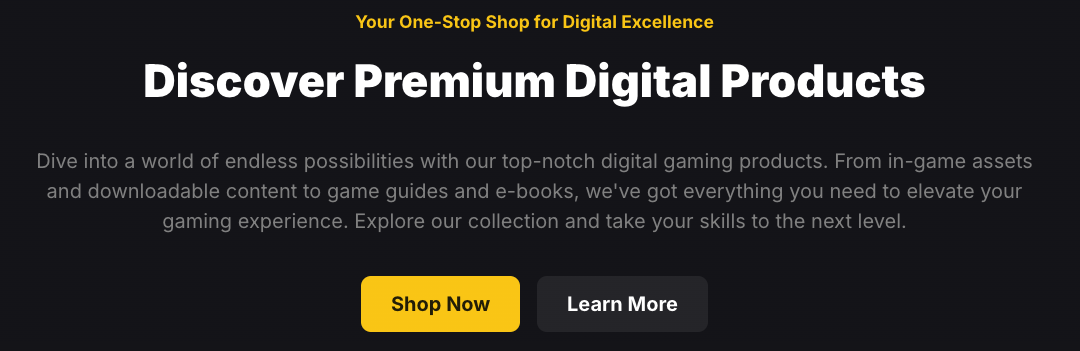 Your One-Stop Shop for Digital Excellence
Discover Premium Digital Products
Dive into a world of endless possibilities with our top-notch digital gaming products. From in-game assets
and downloadable content to game guides and e-books, we've got everything you need to elevate your
gaming experience. Explore our collection and take your skills to the next level.
Shop Now
Learn More